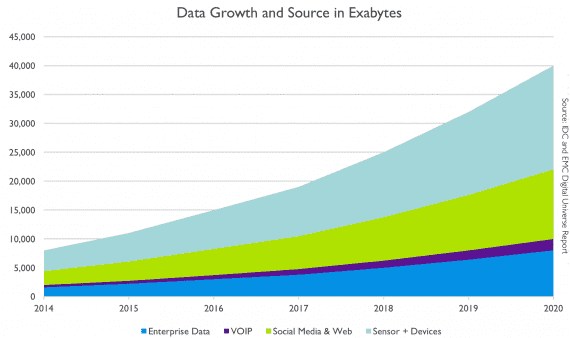 Data Growth and Source in Exabytes
45,000
40,000
35,000
30,000
25,000
20,000
15,000
10,000
5,000
0
2014 2015 2016 2017 2018 2019 2020
Enterprise Data VOIP Social Media & Web Sensor + Devices
Source: IDC and EMC Digital Universe Report